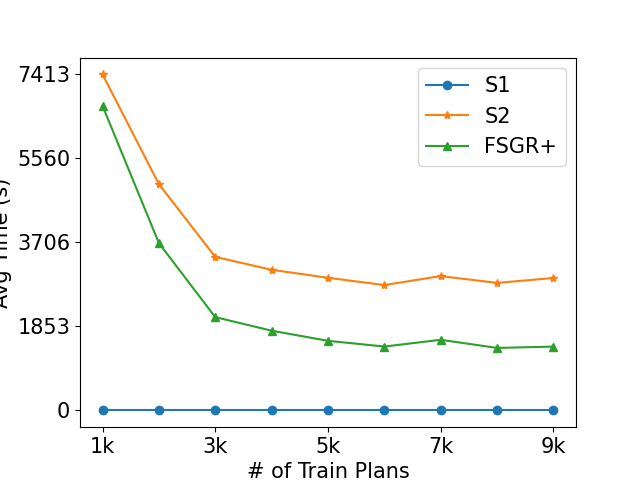 7413
5560
3706
1853
0
Avg Time (s)
1k 3k 5k 7k 9k
# of Train Plans
S1
S2
FSGR+